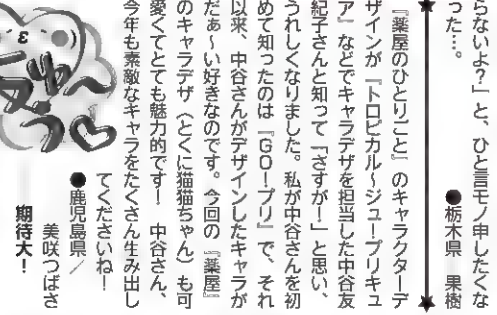 らないよ?」と、ひと言モノ申したくな
った…。
●栃木県 果樹
『薬屋のひとりごと』のキャラクターデ
ザインが『トロピカル〜ジュ!プリキュ
ア』などでキャラデザを担当した中谷友
紀子さんと知って「さすが!」と思い、
うれしくなりました。私が中谷さんを初
めて知ったのは『GO!プリ』で、それ
以来、中谷さんがデザインしたキャラが
だぁ〜い好きなのです。今回の『薬屋』
のキャラデザ(とくに猫猫ちゃん)も可
愛くてとても魅力的です! 中谷さん、
今年も素敵なキャラをたくさん生み出し
てくださいね!
●鹿児島県/
美咲つばさ
期待大!